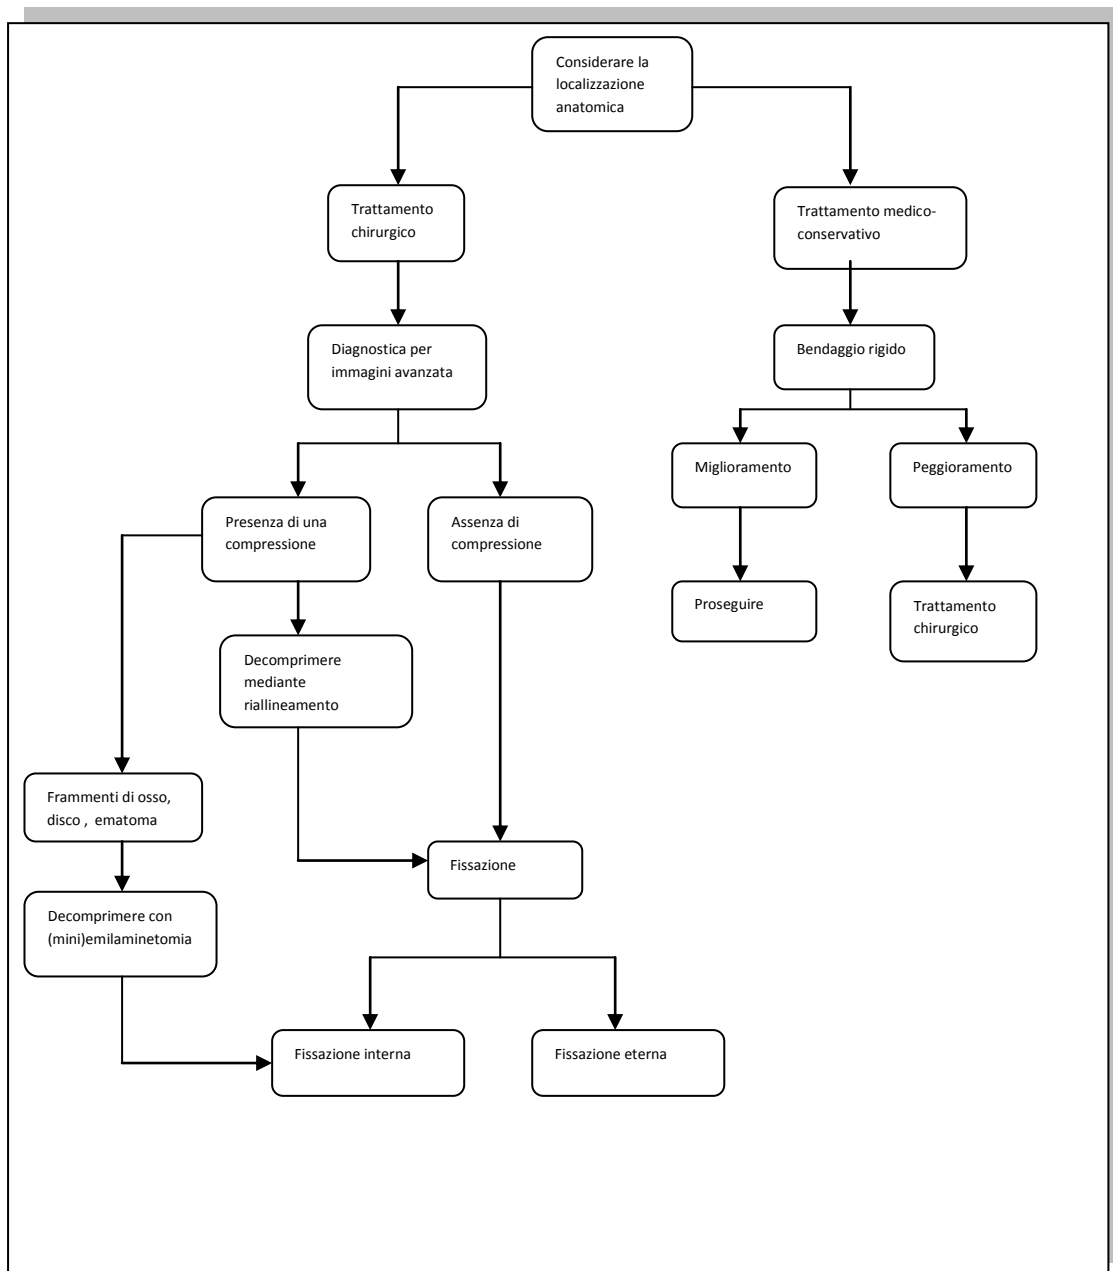 Considerare la
localizzazione
anatomica
Trattamento
chirurgico
Trattamento medico-
conservativo
Diagnostica per
immagini avanzata
Bendaggio rigido
Miglioramento
Peggioramento
Presenza di una
compressione
Assenza di
compressione
Proseguire
Trattamento
chirurgico
Decomprimere
mediante
riallineamento
Frammenti di osso,
disco , ematoma
Fissazione
Decomprimere con
(mini)emilaminetomia
Fissazione interna
Fissazione eterna